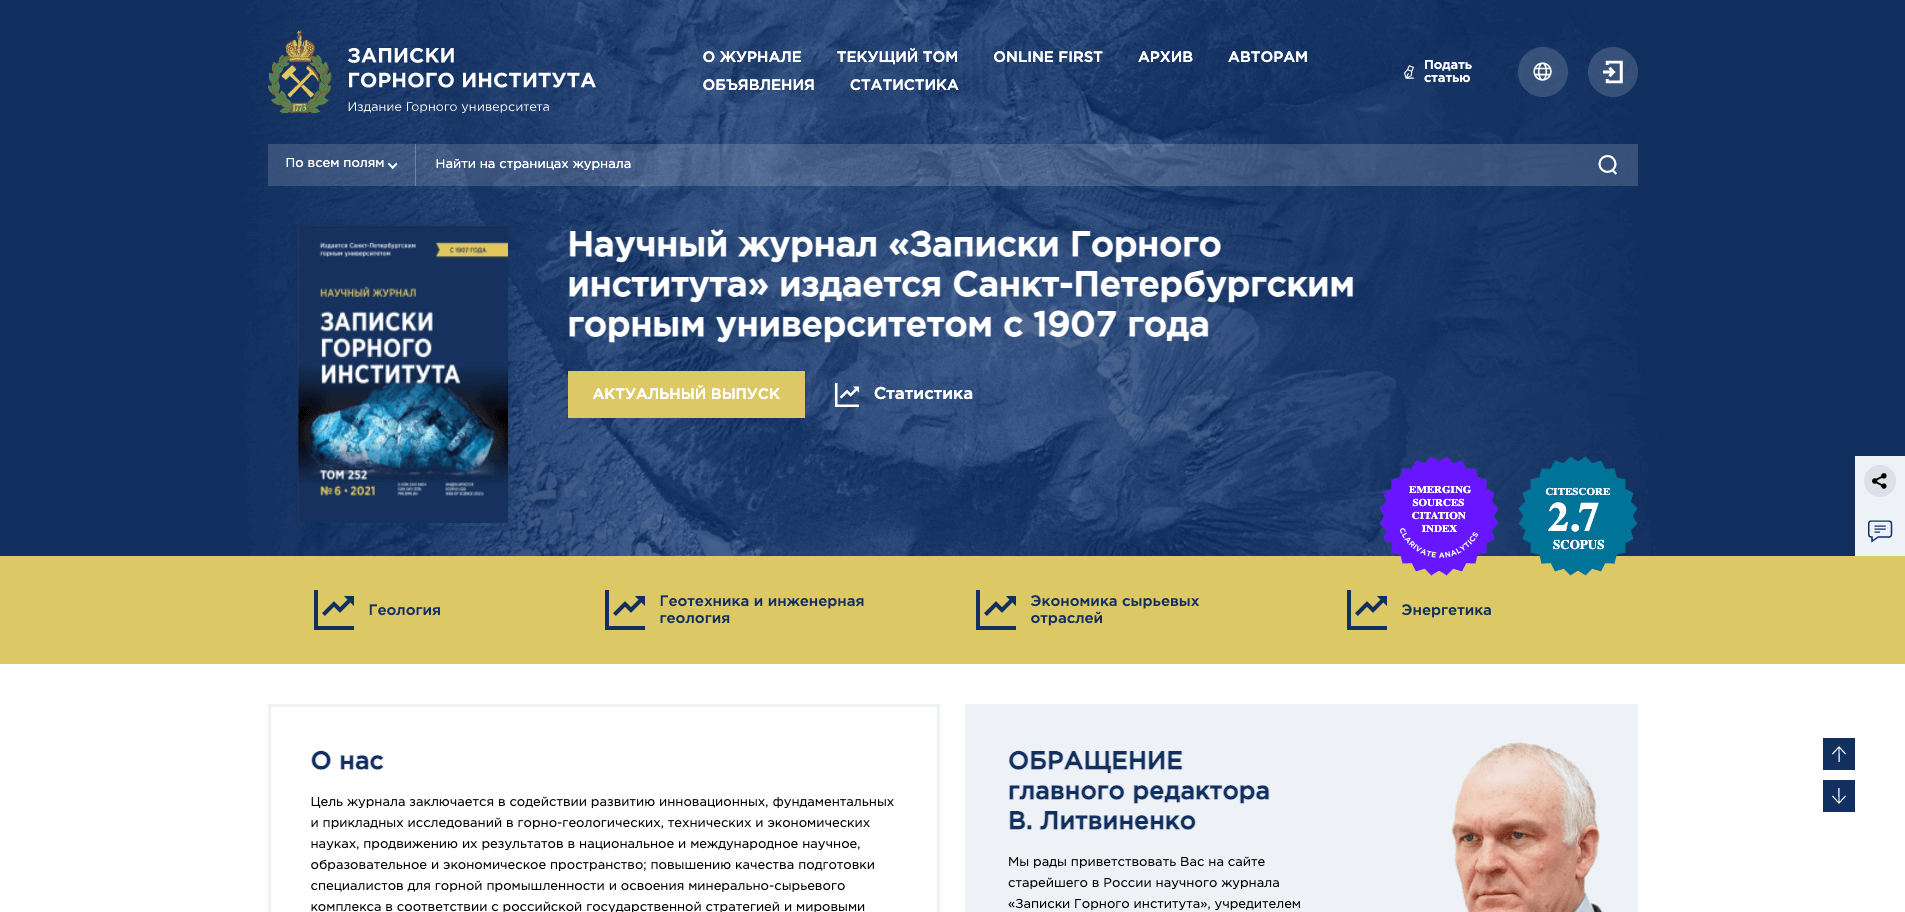 ЗАПИСКИ
ГОРНОГО ИНСТИТУТА
Издание Горного университета
О ЖУРНАЛЕ ТЕКУЩИЙ ТОМ ONLINE FIRST АРХИВ АВТОРАМ
ОБЪЯВЛЕНИЯ СТАТИСТИКА
Подать
статью
По всем полям
Найти на страницах журнала
Издается Санкт-Петербургским
горным университетом
С 1907 ГОДА
НАУЧНЫЙ ЖУРНАЛ
ЗАПИСКИ
ГОРНОГО
ИНСТИТУТА
ТОМ 252
№ 6 • 2021
Научный журнал «Записки Горного
института» издается Санкт-Петербургским
горным университетом с 1907 года
АКТУАЛЬНЫЙ ВЫПУСК
Статистика
EMERGING
SOURCES
CITATION
INDEX
CLARIVATE ANALYTICS
CITESCORE
2.7
SCOPUS
Геология
Геотехника и инженерная
геология
Экономика сырьевых
отраслей
Энергетика
О нас
Цель журнала заключается в содействии развитию инновационных, фундаментальных
и прикладных исследований в горно-геологических, технических и экономических
науках, продвижению их результатов в национальное и международное научное,
образовательное и экономическое пространство; повышению качества подготовки
специалистов для горной промышленности и освоения минерально-сырьевого
комплекса в соответствии с российской государственной стратегией и мировыми
ОБРАЩЕНИЕ
главного редактора
В. Литвиненко
Мы рады приветствовать Вас на сайте
старейшего в России научного журнала
«Записки Горного института», учредителем